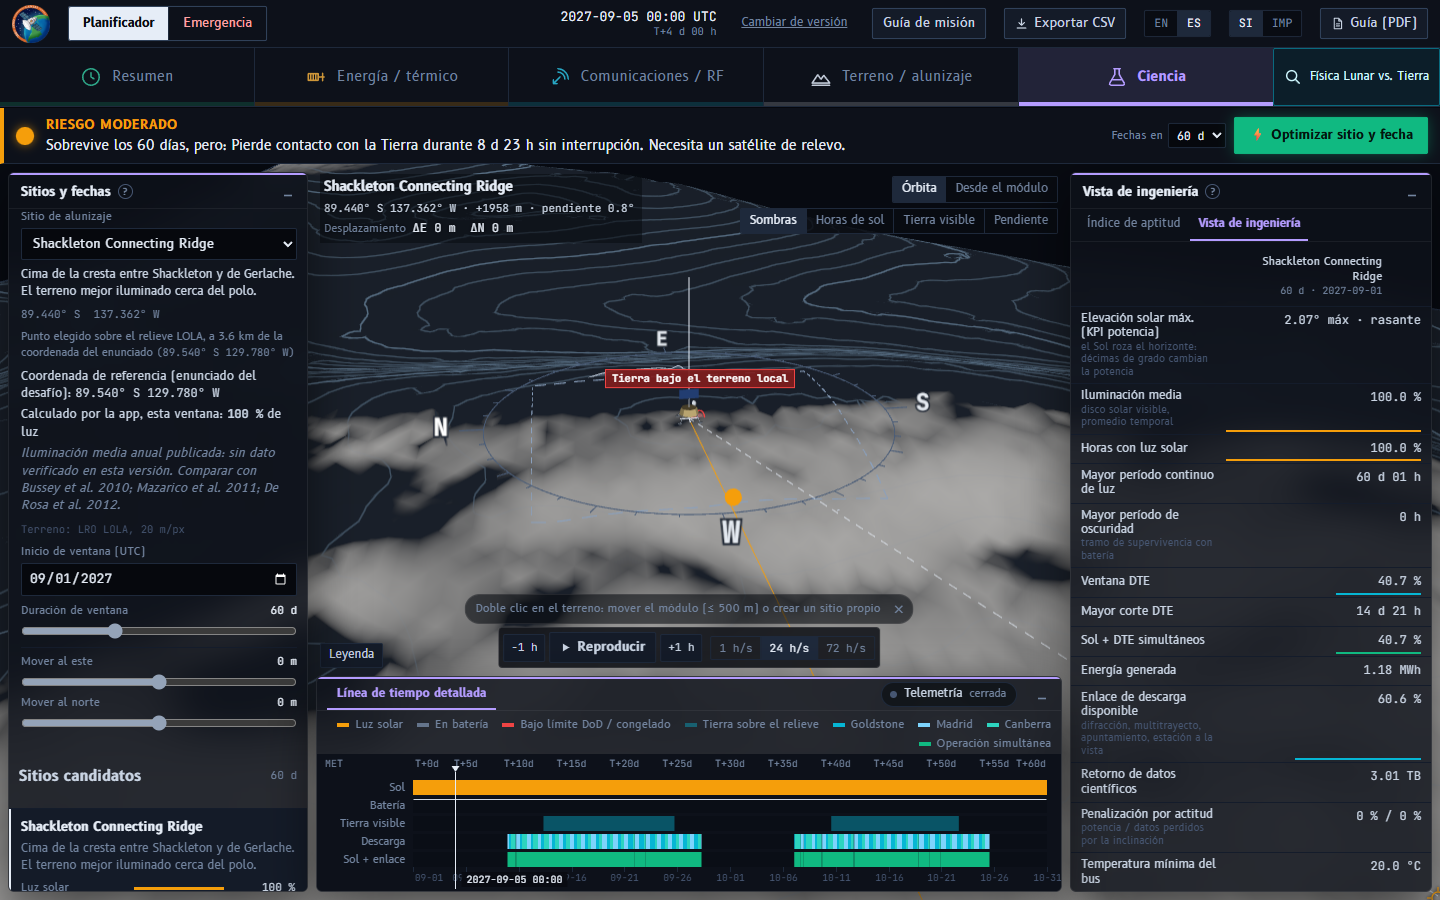 Planificador
Emergencia
2027-09-05 00:00 UTC
T+4 d 00 h
Cambiar de versión
Guía de misión
Exportar CSV
EN ES
SI IMP
Guía (PDF)
Resumen
Energía / térmico
Comunicaciones / RF
Terreno / alunizaje
Ciencia
Física Lunar vs. Tierra
RIESGO MODERADO
Sobrevive los 60 días, pero: Pierde contacto con la Tierra durante 8 d 23 h sin interrupción. Necesita un satélite de relevo.
Fechas en
60 d
Optimizar sitio y fecha
Sitios y fechas ?
Sitio de alunizaje
Shackleton Connecting Ridge
Cima de la cresta entre Shackleton y de Gerlache.
El terreno mejor iluminado cerca del polo.
89.440° S 137.362° W
Punto elegido sobre el relieve LOLA, a 3.6 km de la
coordenada del enunciado (89.540° S 129.780° W)
Coordenada de referencia (enunciado del
desafío): 89.540° S 129.780° W
Calculado por la app, esta ventana: 100 % de
luz
Iluminación media anual publicada: sin dato
verificado en esta versión. Comparar con
Bussey et al. 2010; Mazarico et al. 2011; De
Rosa et al. 2012.
Terreno: LRO LOLA, 20 m/px
Inicio de ventana (UTC)
09/01/2027
Duración de ventana 60 d
Mover al este 0 m
Mover al norte 0 m
Sitios candidatos 60 d
Shackleton Connecting Ridge
Cima de la cresta entre Shackleton y de Gerlache.
El terreno mejor iluminado cerca del polo.
Luz solar 100 %
Shackleton Connecting Ridge
89.440° S 137.362° W · +1958 m · pendiente 0.8°
Desplazamiento ΔE 0 m ΔN 0 m
Órbita
Desde el módulo
Sombras
Horas de sol
Tierra visible
Pendiente
E
Tierra bajo el terreno local
N
S
W
Doble clic en el terreno: mover el módulo (≤ 500 m) o crear un sitio propio
Leyenda
-1 h
Reproducir
+1 h
1 h/s
24 h/s
72 h/s
Línea de tiempo detallada
Telemetría cerrada
Luz solar
En batería
Bajo límite DoD / congelado
Tierra sobre el relieve
Goldstone
Madrid
Canberra
Operación simultánea
MET
T+0d T+5d T+10d T+15d T+20d T+25d T+30d T+35d T+40d T+45d T+50d T+55d T+60d
Sol
Batería
Tierra visible
Descarga
Sol + enlace
09-01 2027-09-05 00:00 09-21 09-26 10-01 10-06 10-11 10-16 10-21 10-26 10-31
Vista de ingeniería ?
Índice de aptitud
Vista de ingeniería
Shackleton Connecting
Ridge
60 d · 2027-09-01
Elevación solar máx.
(KPI potencia)
2.07° máx · rasante
el Sol roza el horizonte:
décimas de grado cambian
la potencia
Iluminación media
100.0 %
disco solar visible,
promedio temporal
Horas con luz solar
100.0 %
Mayor período continuo
de luz
60 d 01 h
Mayor período de
oscuridad
0 h
tramo de supervivencia con
batería
Ventana DTE
40.7 %
Mayor corte DTE
14 d 21 h
Sol + DTE simultáneos
40.7 %
Energía generada
1.18 MWh
Enlace de descarga
disponible
60.6 %
difracción, multitrayecto,
apuntamiento, estación a la
vista
Retorno de datos
científicos
3.01 TB
Penalización por actitud
0 % / 0 %
potencia / datos perdidos
por la inclinación
Temperatura mínima del
bus
20.0 °C